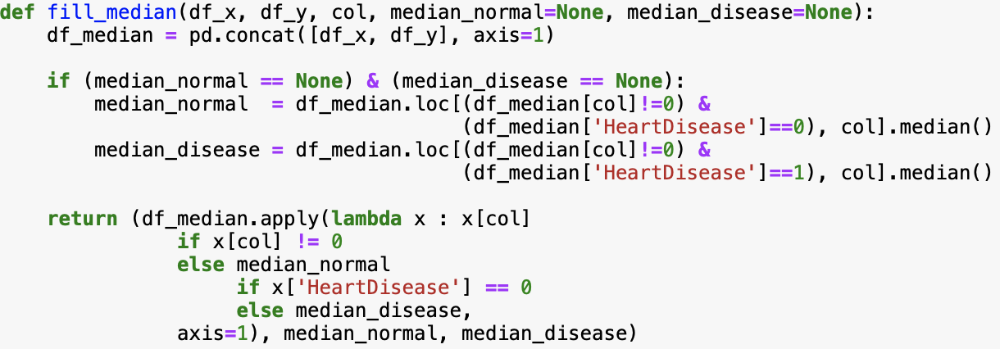 def fill_median(df_x, df_y, col, median_normal=None, median_disease=None):
    df_median = pd.concat([df_x, df_y], axis=1)

    if (median_normal == None) & (median_disease == None):
        median_normal  = df_median.loc[(df_median[col]!=0) &
                                       (df_median['HeartDisease']==0), col].median()
        median_disease = df_median.loc[(df_median[col]!=0) &
                                       (df_median['HeartDisease']==1), col].median()

    return (df_median.apply(lambda x : x[col]
               if x[col] != 0
               else median_normal
                    if x['HeartDisease'] == 0
                    else median_disease,
               axis=1), median_normal, median_disease)